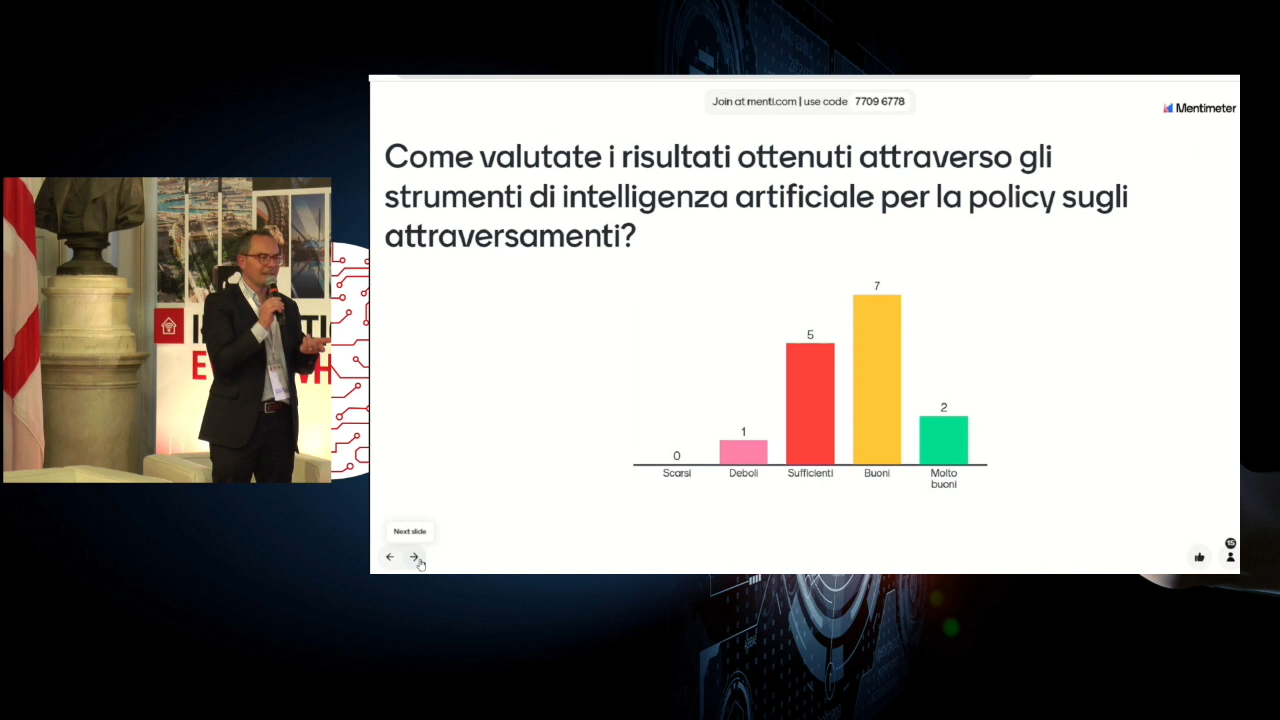 Join at menti.com | use code 7709 6778
Mentimeter
Come valutate i risultati ottenuti attraverso gli
strumenti di intelligenza artificiale per la policy sugli
attraversamenti?
0
1
5
7
2
Scarsi
Deboli
Sufficienti
Buoni
Molto
buoni
Next slide
15